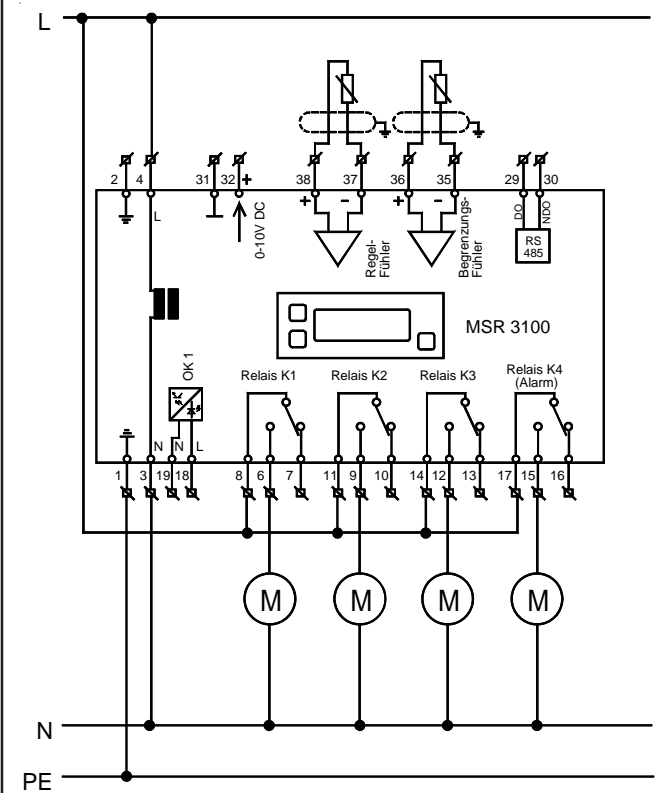 L
2 4 31 32 + 38 37 36 35 29 30
+ - + -
L
0-10V DC
Regel-
Fühler
Begrenzungs-
Fühler
DO
NDO
RS
485
MSR 3100
OK 1
Relais K1
Relais K2
Relais K3
Relais K4
(Alarm)
N N L
1 3 19 18 8 6 7 11 9 10 14 12 13 17 15 16
M M M M
N
PE